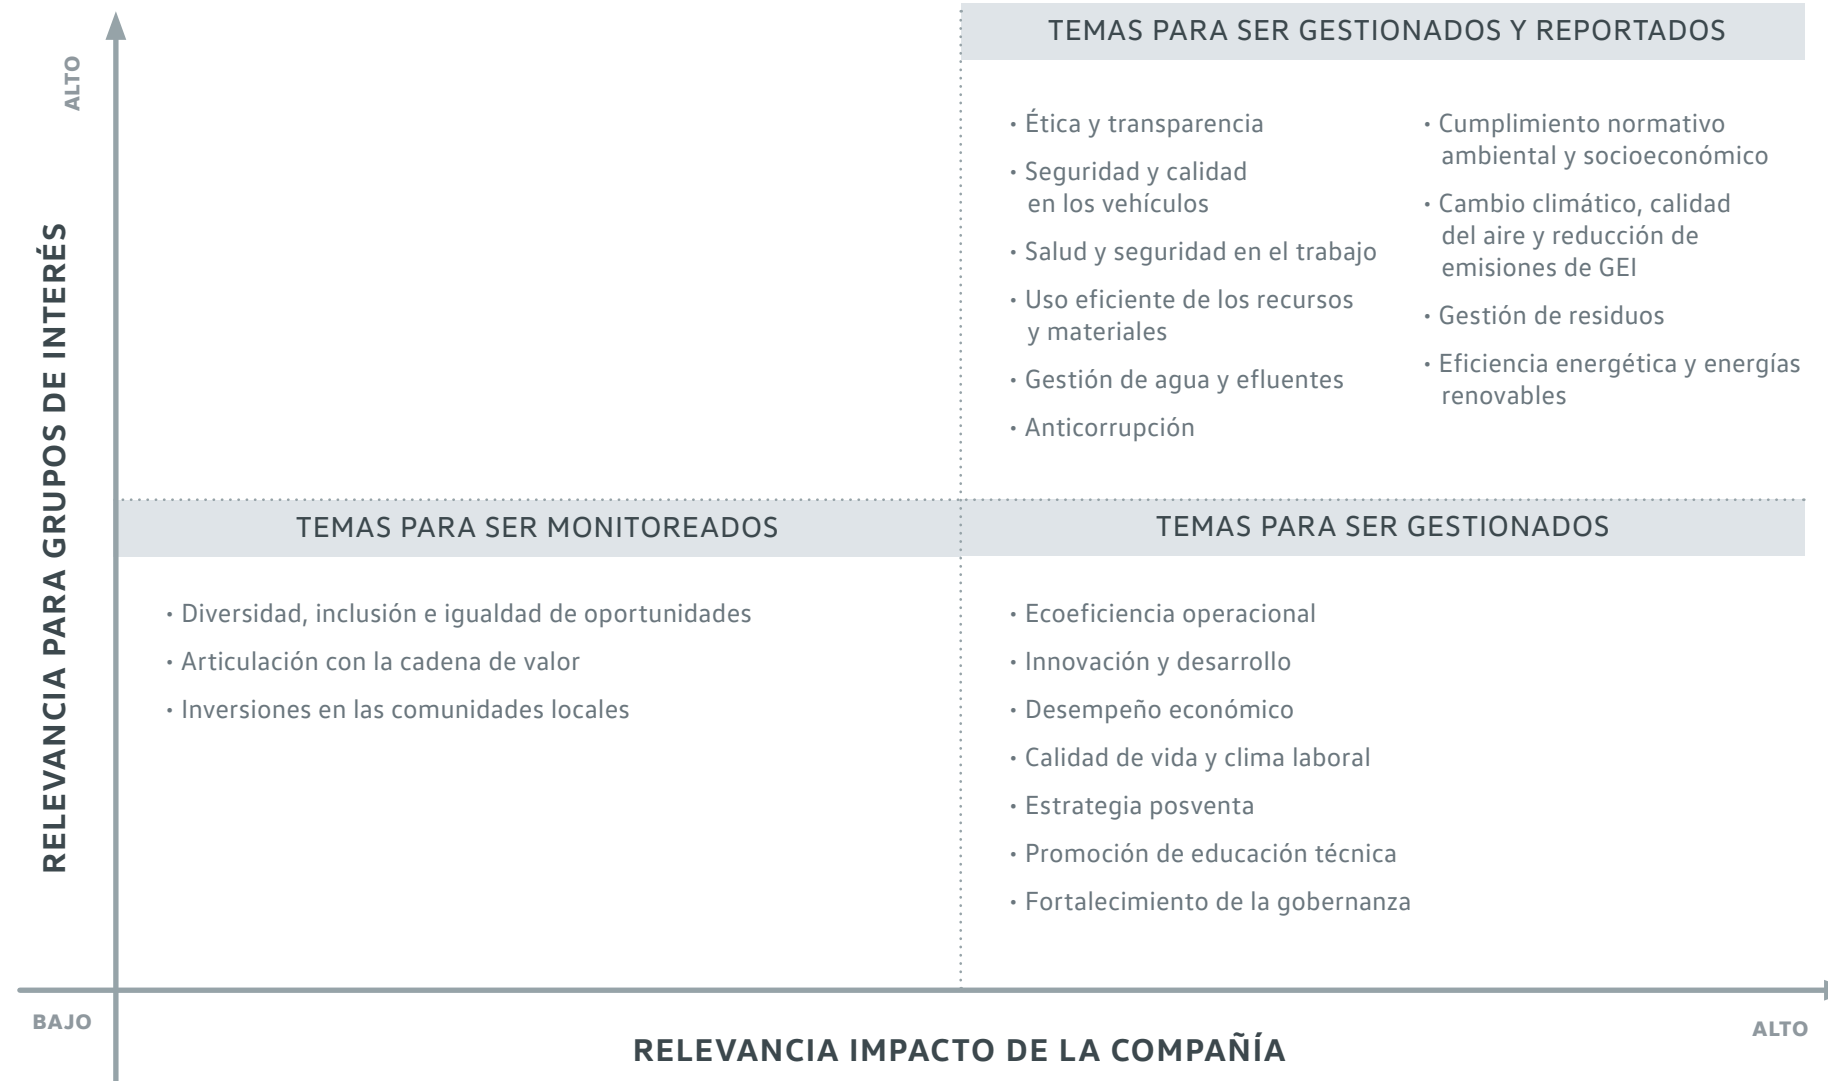 ALTO
RELEVANCIA PARA GRUPOS DE INTERÉS
TEMAS PARA SER GESTIONADOS Y REPORTADOS
• Ética y transparencia
• Seguridad y calidad
en los vehículos
• Salud y seguridad en el trabajo
• Uso eficiente de los recursos
y materiales
• Gestión de agua y efluentes
• Anticorrupción
• Cumplimiento normativo
ambiental y socioeconómico
• Cambio climático, calidad
del aire y reducción de
emisiones de GEI
• Gestión de residuos
• Eficiencia energética y energías
renovables
TEMAS PARA SER MONITOREADOS
• Diversidad, inclusión e igualdad de oportunidades
• Articulación con la cadena de valor
• Inversiones en las comunidades locales
TEMAS PARA SER GESTIONADOS
• Ecoeficiencia operacional
• Innovación y desarrollo
• Desempeño económico
• Calidad de vida y clima laboral
• Estrategia posventa
• Promoción de educación técnica
• Fortalecimiento de la gobernanza
BAJO
RELEVANCIA IMPACTO DE LA COMPAÑÍA
ALTO